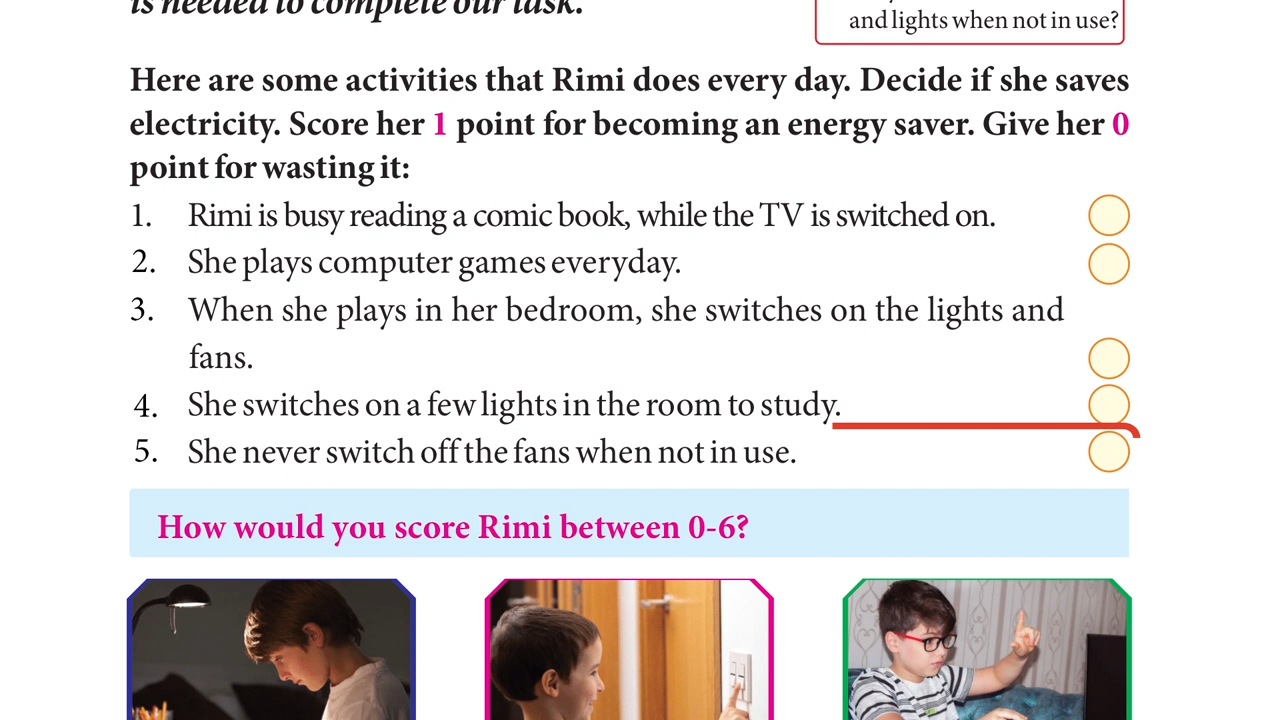 is needed to complete our task.
and lights when not in use?
Here are some activities that Rimi does every day. Decide if she saves
electricity. Score her 1 point for becoming an energy saver. Give her 0
point for wasting it:
1. Rimi is busy reading a comic book, while the TV is switched on.
2. She plays computer games everyday.
3. When she plays in her bedroom, she switches on the lights and
fans.
4. She switches on a few lights in the room to study.
5. She never switch off the fans when not in use.
How would you score Rimi between 0-6?